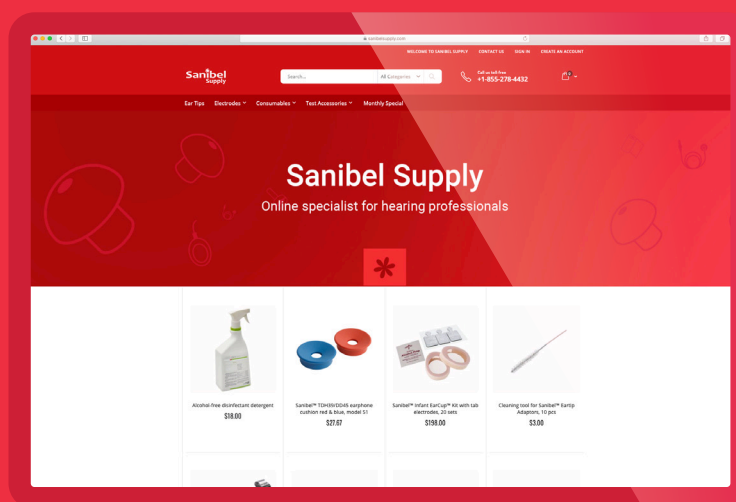 sanibelsupply.com
WELCOME TO SANIBEL SUPPLY CONTACT US SIGN IN CREATE AN ACCOUNT
Sanibel
Supply
Search...
All Categories
Call us toll free
+1-855-278-4432
0
Ear Tips Electrodes Consumables Test Accessories Monthly Special
Sanibel Supply
Online specialist for hearing professionals
Alcohol-free disinfectant detergent
$18.00
Sanibel™ TDH39/DD45 earphone
cushion red & blue, model 51
$27.67
Sanibel™ Infant EarCup™ Kit with tab
electrodes, 20 sets
$198.00
Cleaning tool for Sanibel™ Eartip
Adaptors, 10 pcs
$3.00